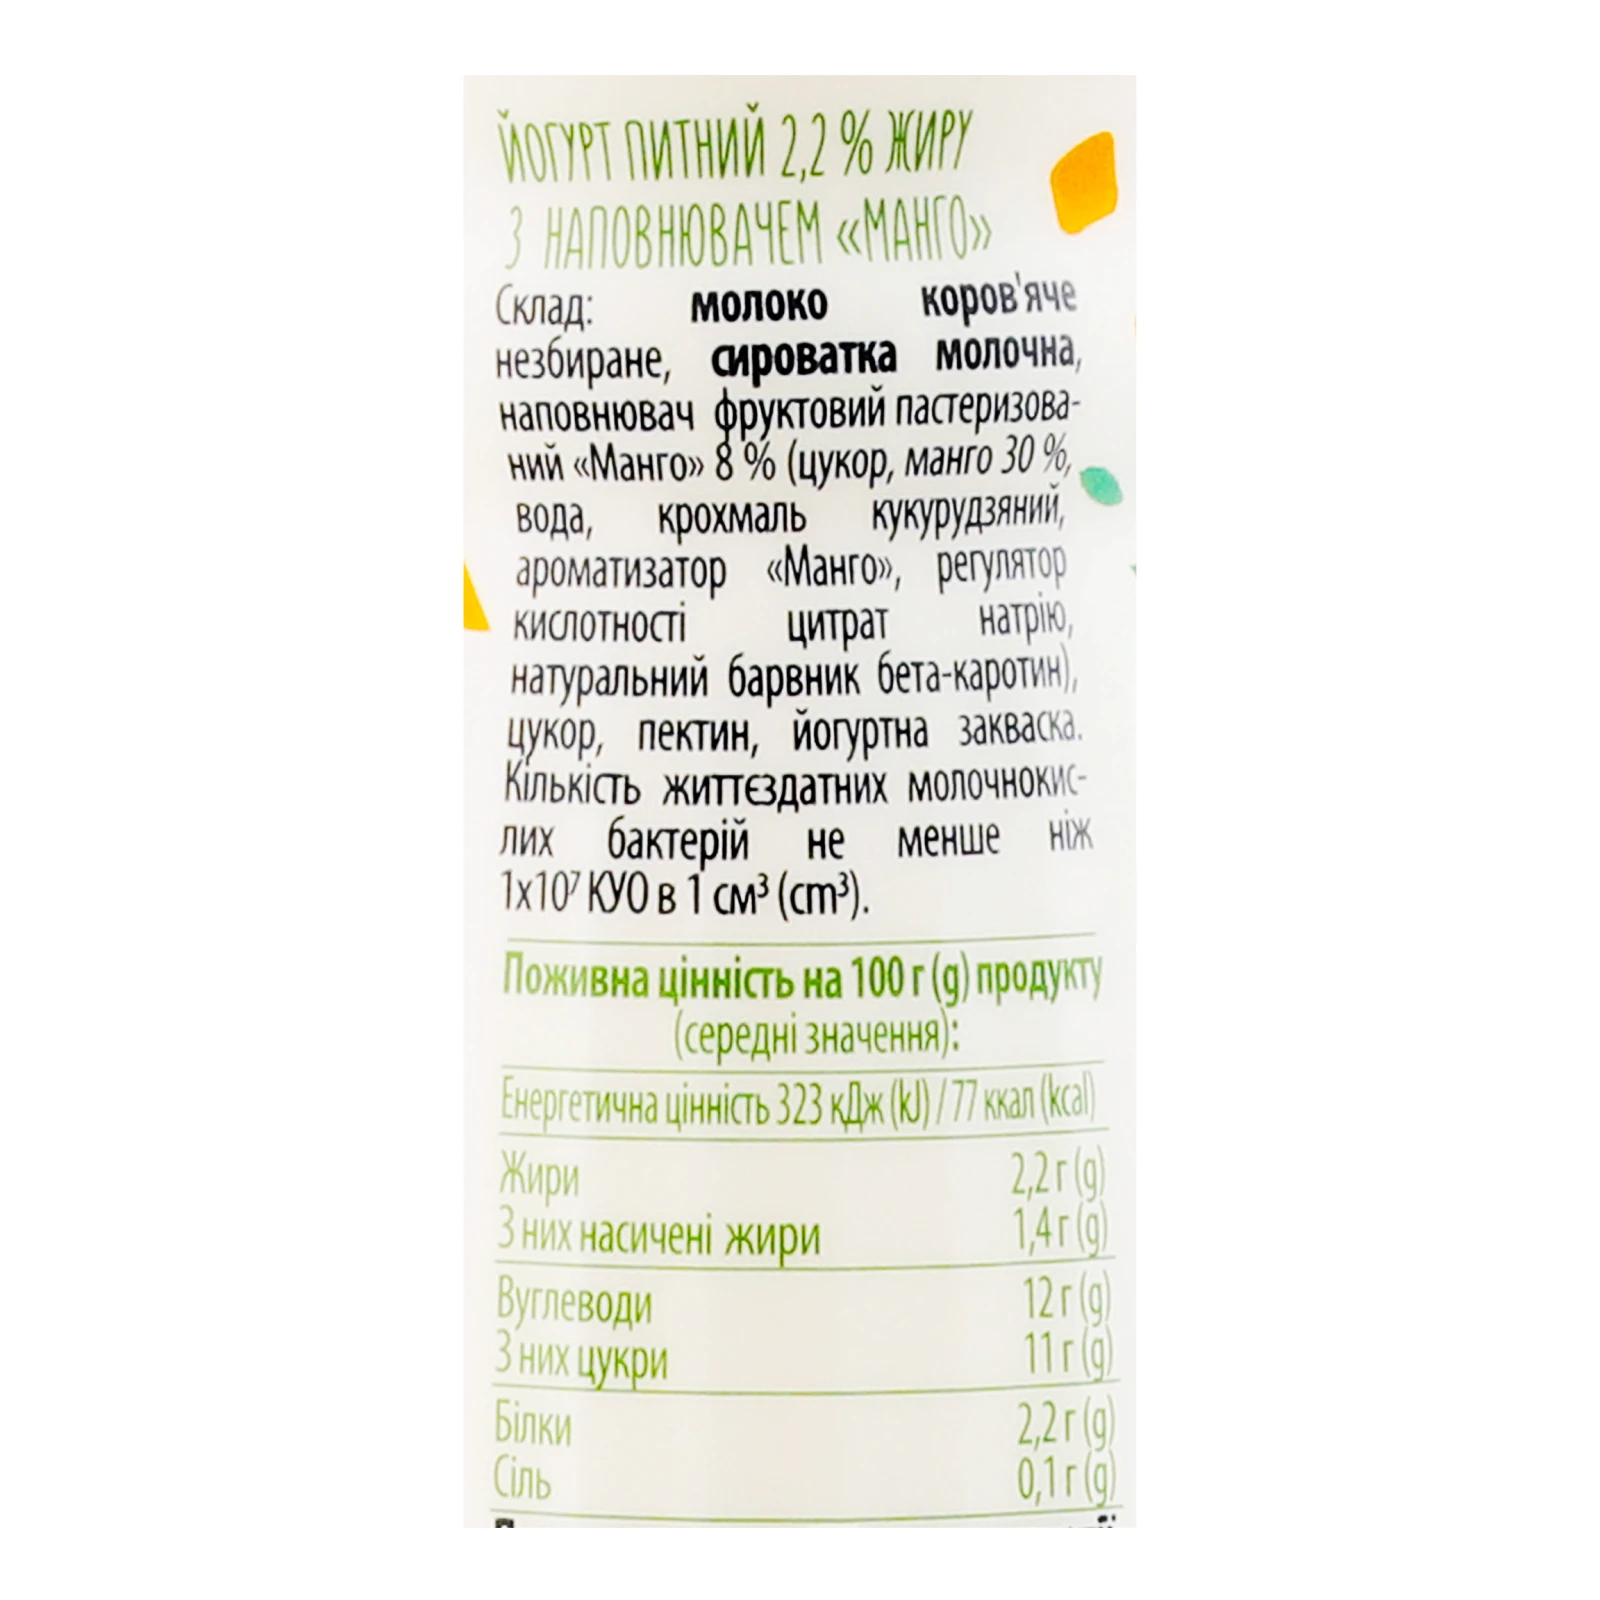 ЙОГУРТ ПИТНИЙ 2,2 % ЖИРУ
З НАПОВНЮВАЧЕМ «МАНГО»
Склад: молоко коров'яче
незбиране, сироватка молочна,
наповнювач фруктовий пастеризова-
ний «Манго» 8 % (цукор, манго 30 %,
вода, крохмаль кукурудзяний,
ароматизатор «Манго», регулятор
кислотності цитрат натрію,
натуральний барвник бета-каротин),
цукор, пектин, йогуртна закваска.
Кількість життєздатних молочнокис-
лих бактерій не менше ніж
1х10⁷ КУО в 1 см³ (cm³).
Поживна цінність на 100 г (g) продукту
(середні значення):
Енергетична цінність 323 кДж (kJ) / 77 ккал (kcal)
Жири 2,2 г (g)
З них насичені жири 1,4 г (g)
Вуглеводи 12 г (g)
З них цукри 11 г (g)
Білки 2,2 г (g)
Сіль 0,1 г (g)